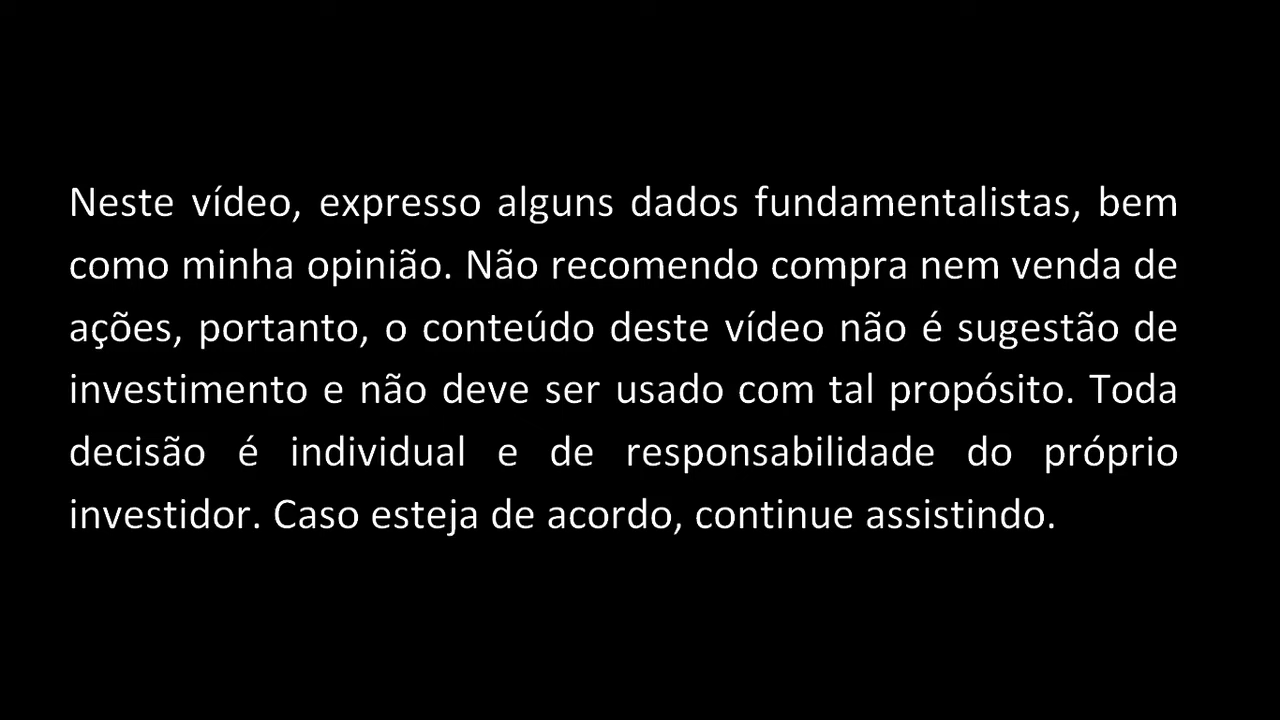 Neste vídeo, expresso alguns dados fundamentalistas, bem
como minha opinião. Não recomendo compra nem venda de
ações, portanto, o conteúdo deste vídeo não é sugestão de
investimento e não deve ser usado com tal propósito. Toda
decisão é individual e de responsabilidade do próprio
investidor. Caso esteja de acordo, continue assistindo.